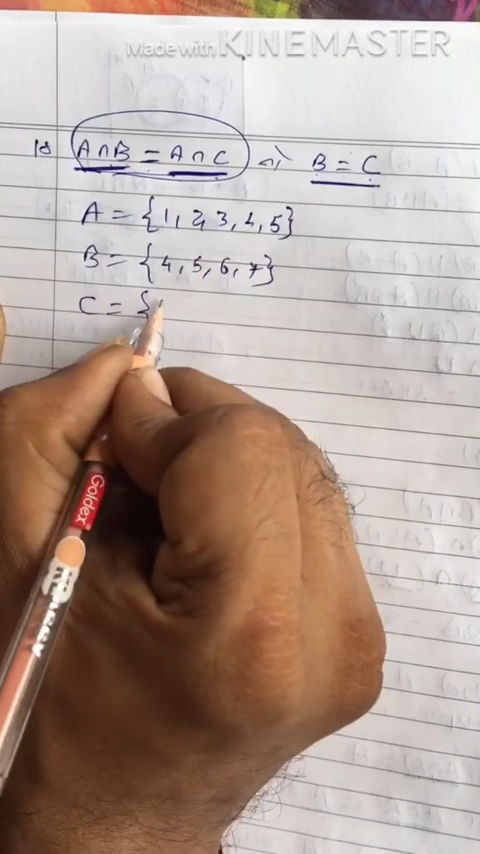 Made with KINEMASTER
18 A∩B = A∩C ⇒ B = C
A = {1, 2, 3, 4, 5}
B = {4, 5, 6, 7}
C = {
Goldex